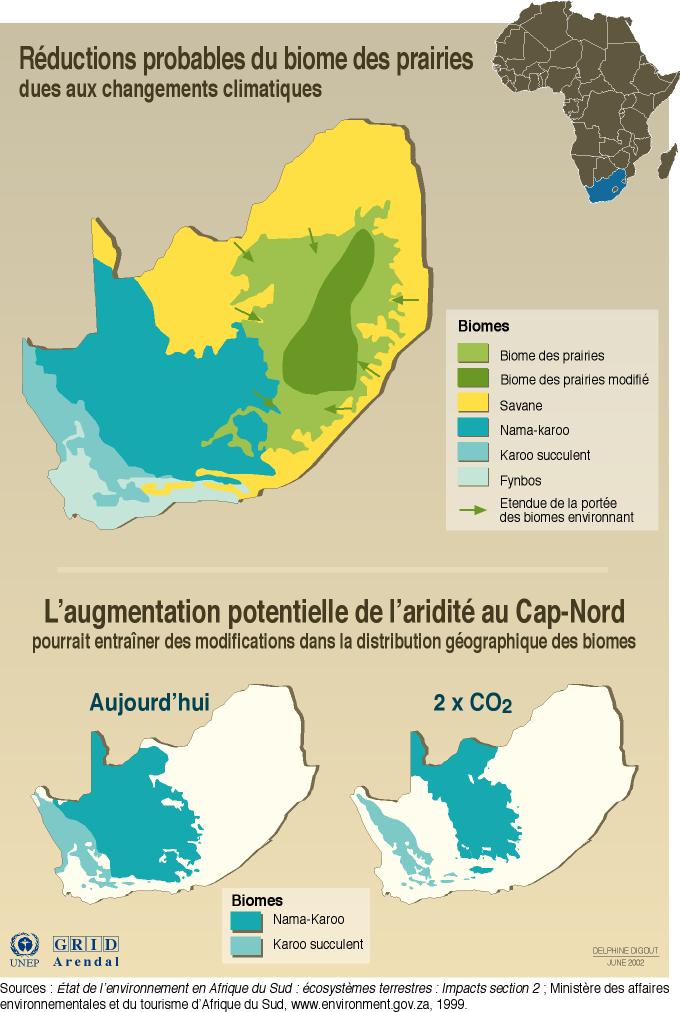 Réductions probables du biome des prairies
dues aux changements climatiques
Biomes
Biome des prairies
Biome des prairies modifié
Savane
Nama-karoo
Karoo succulent
Fynbos
Etendue de la portée
des biomes environnant
L'augmentation potentielle de l'aridité au Cap-Nord
pourrait entraîner des modifications dans la distribution géographique des biomes
Aujourd'hui
2 x CO2
Biomes
Nama-Karoo
Karoo succulent
UNEP
GRID
Arendal
DELPHINE DIGOUT
JUNE 2002
Sources : État de l'environnement en Afrique du Sud : écosystèmes terrestres : Impacts section 2 ; Ministère des affaires
environnementales et du tourisme d'Afrique du Sud, www.environment.gov.za, 1999.